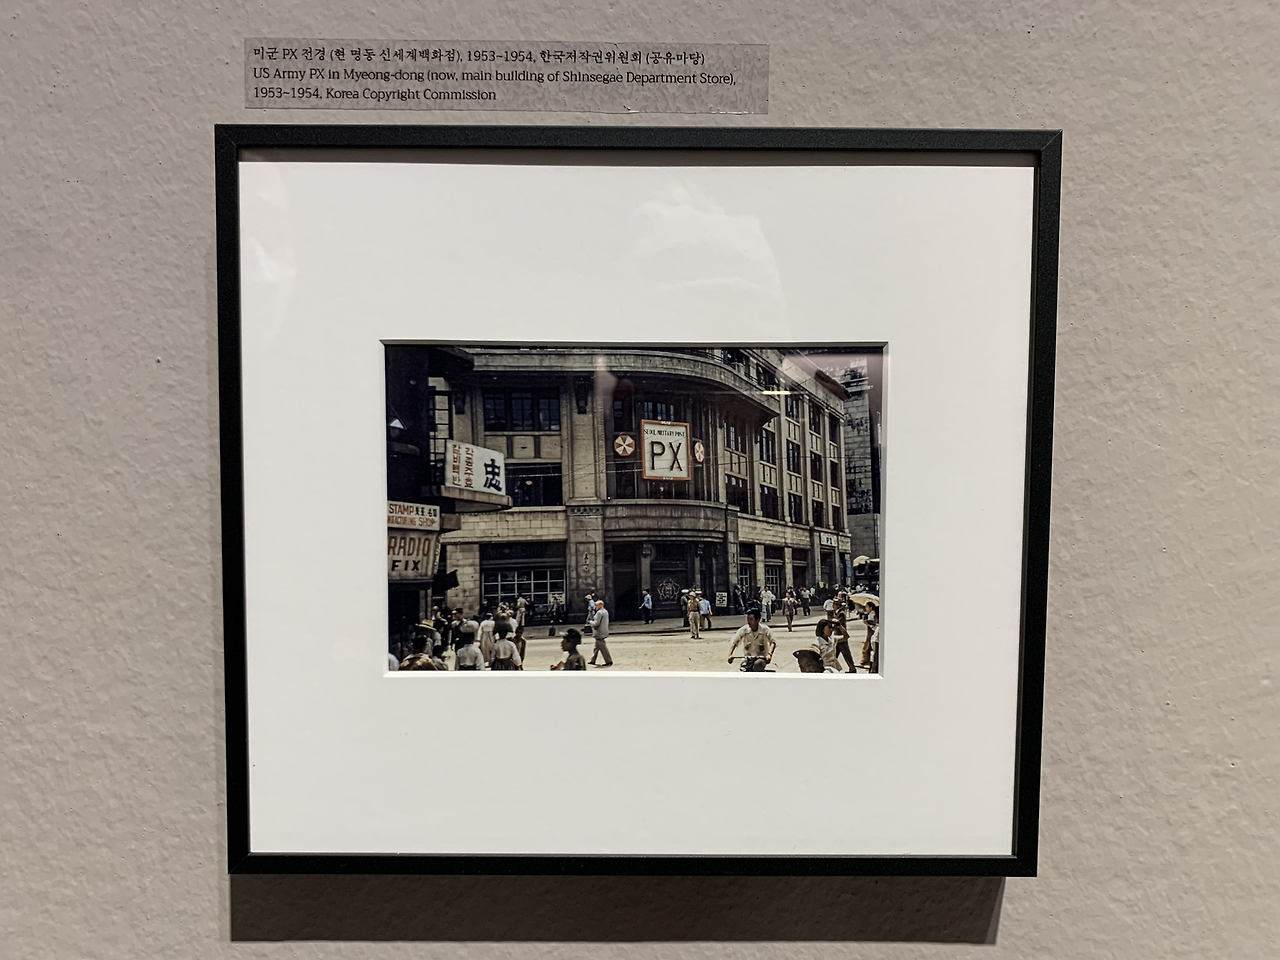 미군 PX 전경 (현 명동 신세계백화점), 1953~1954, 한국저작권위원회 (공유마당)
US Army PX in Myeong-dong (now, main building of Shinsegae Department Store),
1953~1954, Korea Copyright Commission
SEOUL MILITARY POST
PX
忠
STAMP
SHOP
RADIO
FIX
PX